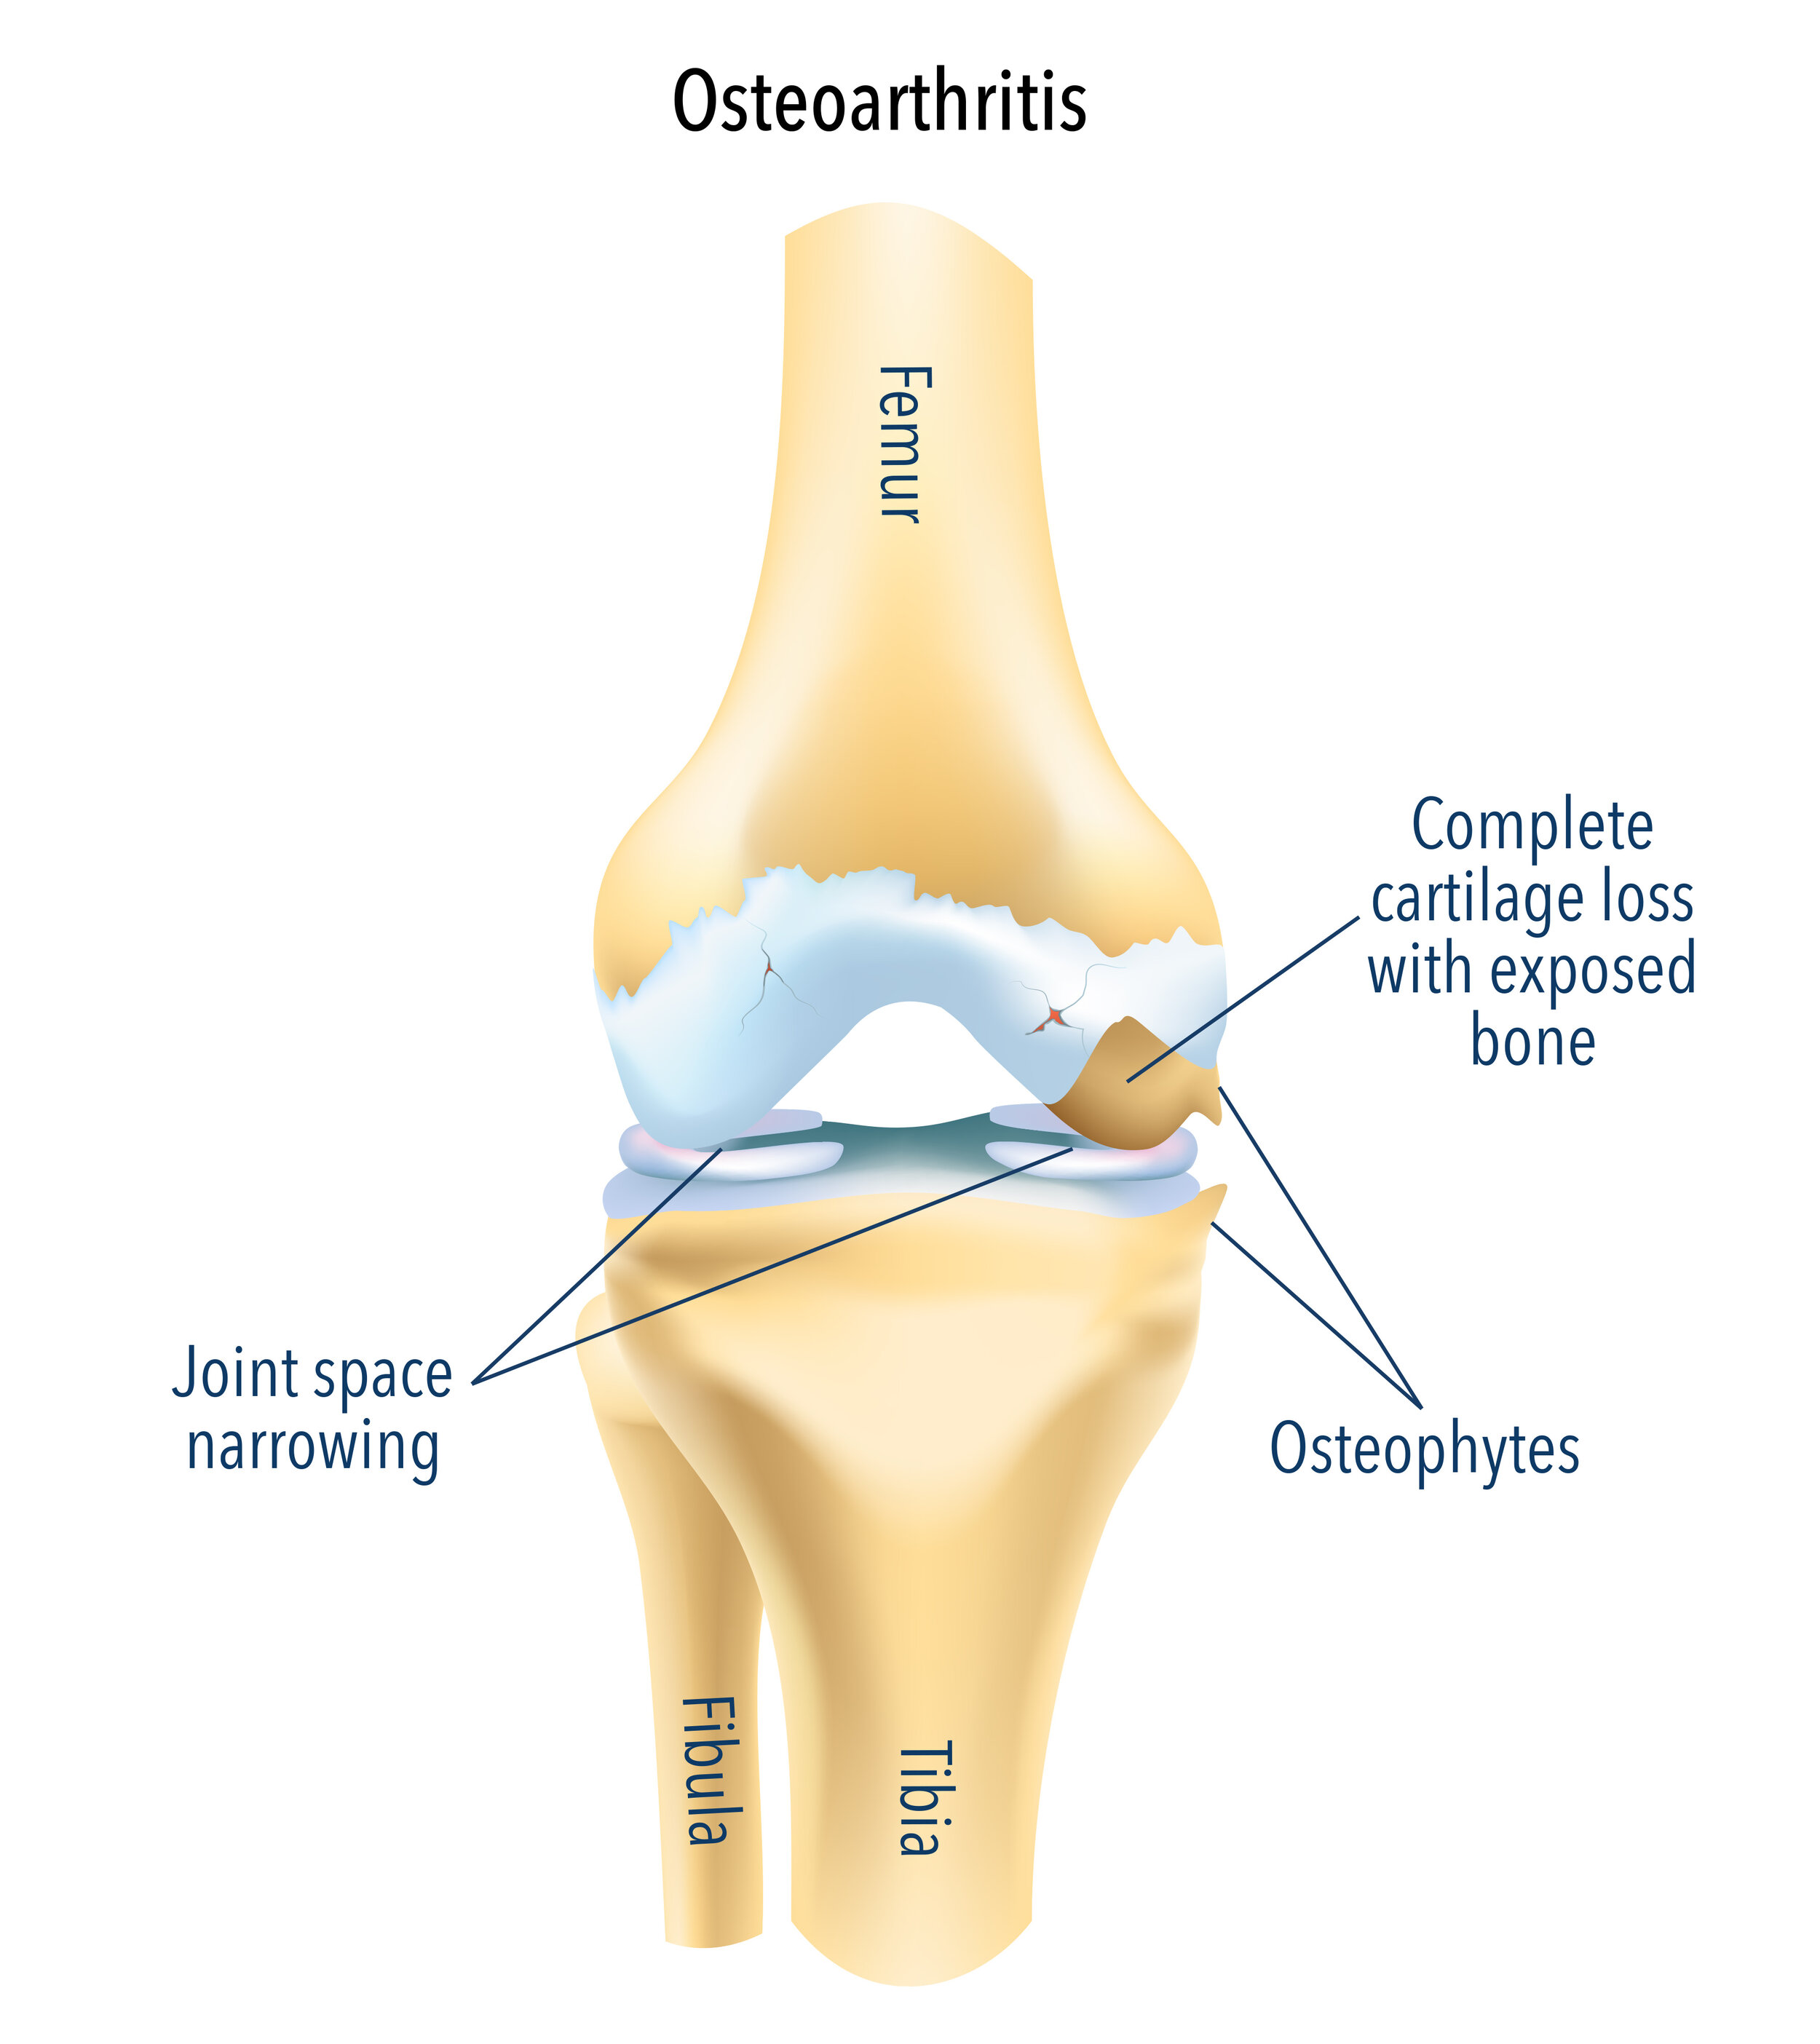 Osteoarthritis
Femur
Complete
cartilage loss
with exposed
bone
Joint space
narrowing
Osteophytes
Fibula
Tibia